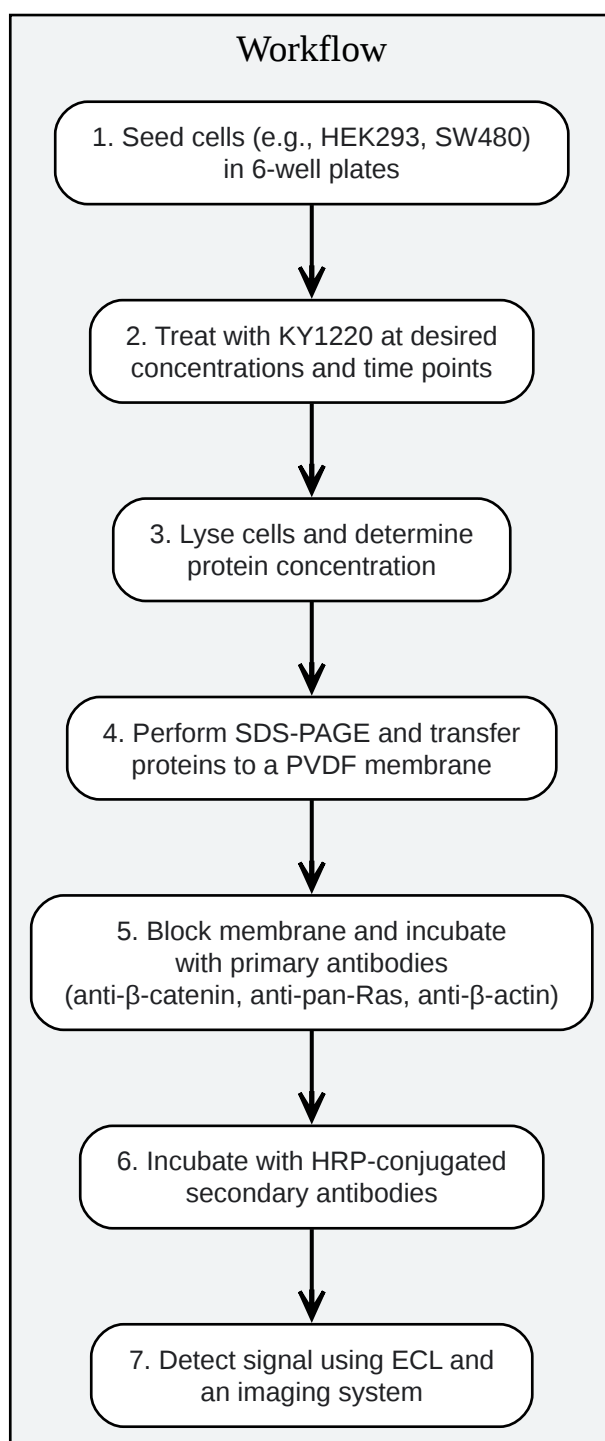 Workflow
1. Seed cells (e.g., HEK293, SW480)
in 6-well plates
2. Treat with KY1220 at desired
concentrations and time points
3. Lyse cells and determine
protein concentration
4. Perform SDS-PAGE and transfer
proteins to a PVDF membrane
5. Block membrane and incubate
with primary antibodies
(anti-β-catenin, anti-pan-Ras, anti-β-actin)
6. Incubate with HRP-conjugated
secondary antibodies
7. Detect signal using ECL and
an imaging system